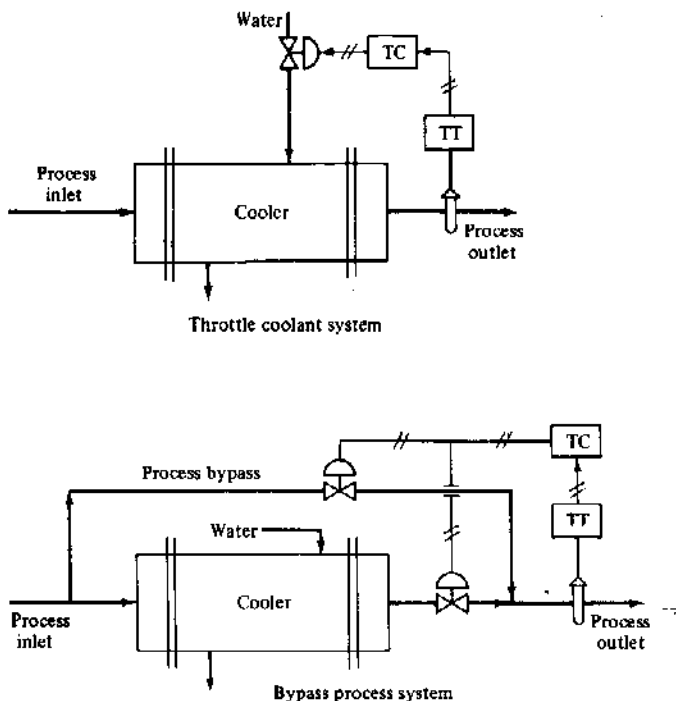 Water
TC
TT
Process
inlet
Cooler
Process
outlet
Throttle coolant system
TC
Process bypass
TT
Water
Cooler
Process
inlet
Process
outlet
Bypass process system